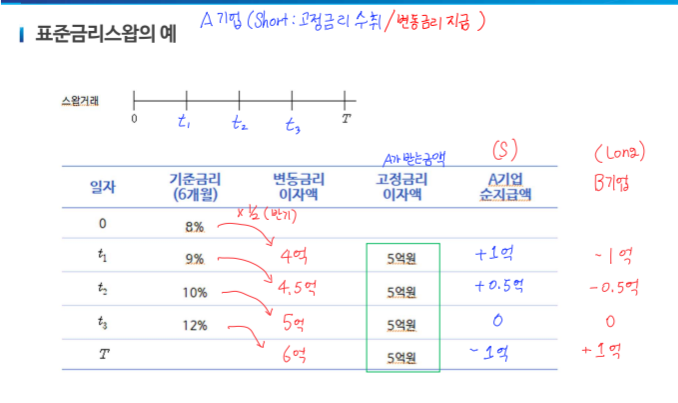 A기업 (Short : 고정금리 수취 / 변동금리 지급)
표준금리스왑의 예
스왑거래
0 t₁ t₂ t₃ T
A가 받는금액 (S) (Long)
일자 기준금리 (6개월) 변동금리 이자액 고정금리 이자액 A기업 순지급액 B기업
0 8% × ½ (반기)
t₁ 9% 4억 5억원 +1억 -1억
t₂ 10% 4.5억 5억원 +0.5억 -0.5억
t₃ 12% 5억 5억원 0 0
T 6억 5억원 -1억 +1억